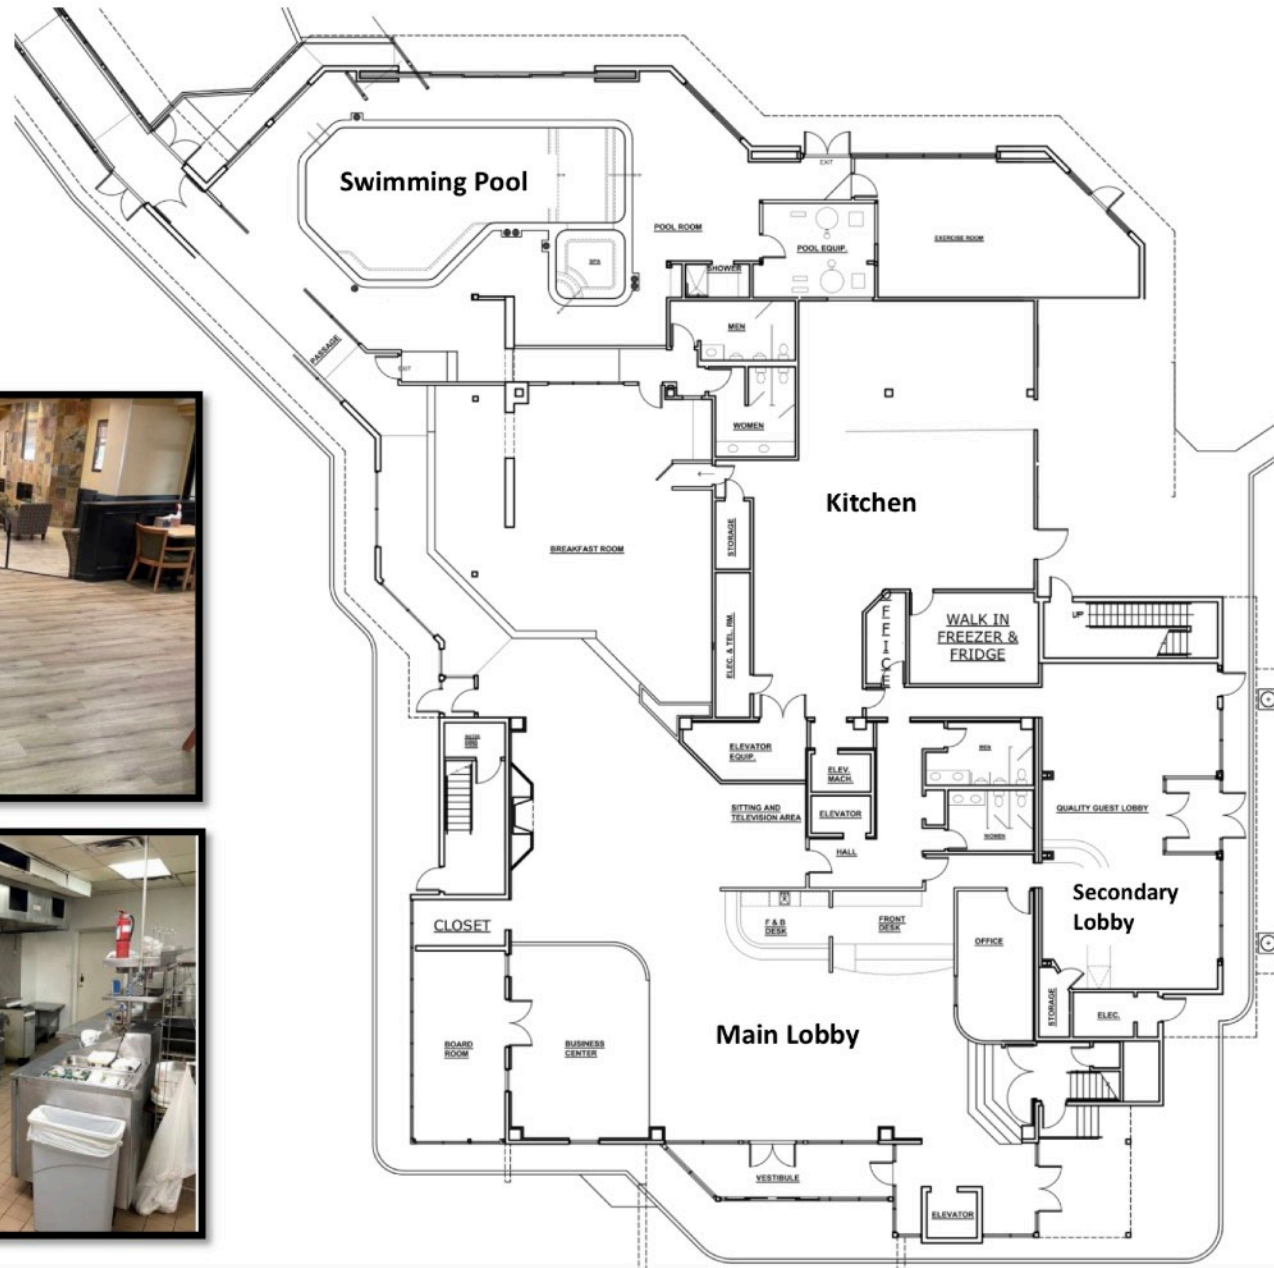 EXIT
Swimming Pool
POOL ROOM
POOL EQUIP.
EXERCISE ROOM
SPA
SHOWER
MEN
PASSAGE
EXIT
WOMEN
Kitchen
STORAGE
BREAKFAST ROOM
OFFICE
WALK IN
FREEZER &
FRIDGE
UP
ELEC. & TEL. RM.
ELEVATOR
EQUIP.
ELEV.
MACH.
MEN
SITTING AND
TELEVISION AREA
ELEVATOR
QUALITY GUEST LOBBY
WOMEN
HALL
Secondary
Lobby
CLOSET
F & B
DESK
FRONT
DESK
OFFICE
STORAGE
ELEC.
Main Lobby
BOARD
ROOM
BUSINESS
CENTER
VESTIBULE
ELEVATOR